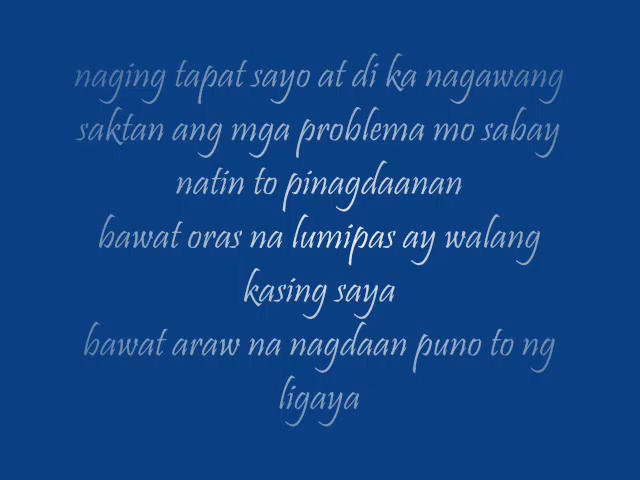 naging tapat sayo at di ka nagawang
saktan ang mga problema mo sabay
natin to pinagdaanan
bawat oras na lumipas ay walang
kasing saya
bawat araw na nagdaan puno to ng
ligaya